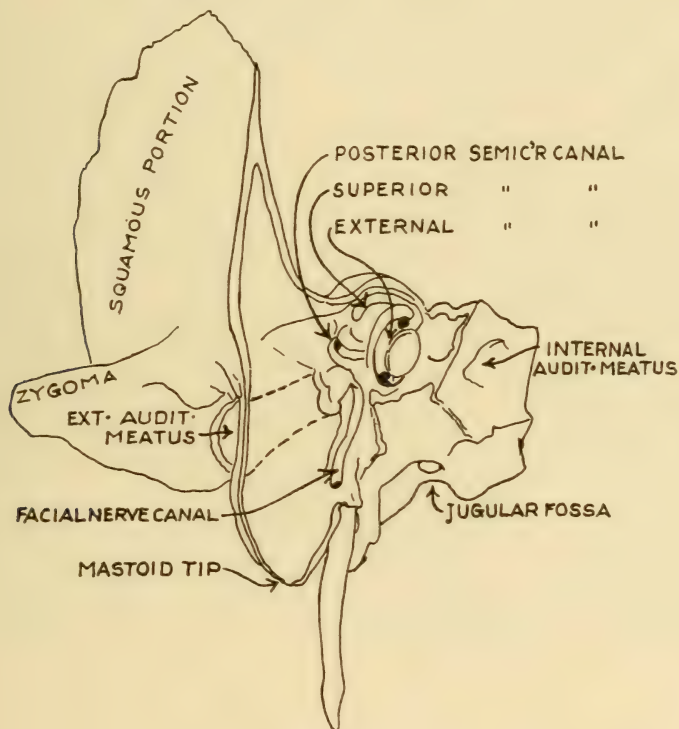 SQUAMOUS PORTION
POSTERIOR SEMIC'R CANAL
SUPERIOR " "
EXTERNAL " "
INTERNAL
AUDIT. MEATUS
ZYGOMA
EXT. AUDIT.
MEATUS
FACIAL NERVE CANAL
JUGULAR FOSSA
MASTOID TIP